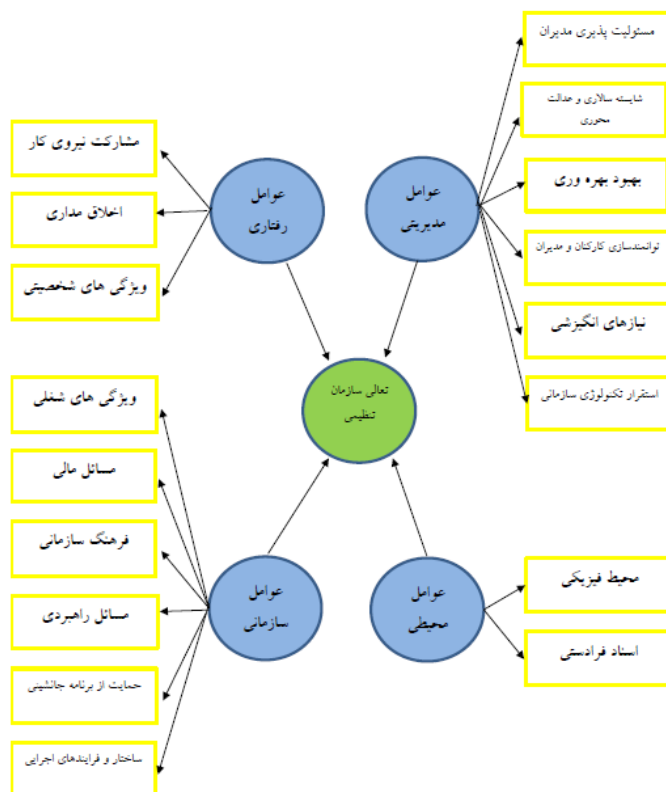 مسئولیت پذیری مدیران
شایسته سالاری و عدالت
محوری
بهبود بهره وری
توانمندسازی کارکنان و مدیران
نیازهای انگیزشی
استقرار تکنولوژی سازمانی
عوامل
مدیریتی
عوامل
رفتاری
مشارکت نیروی کار
اخلاق مداری
ویژگی های شخصیتی
تعالی سازمان
تنظیمی
محیط فیزیکی
اسناد فرادستی
عوامل
محیطی
عوامل
سازمانی
ویژگی های شغلی
مسائل مالی
فرهنگ سازمانی
مسائل راهبردی
حمایت از برنامه جانشینی
ساختار و فرایندهای اجرایی